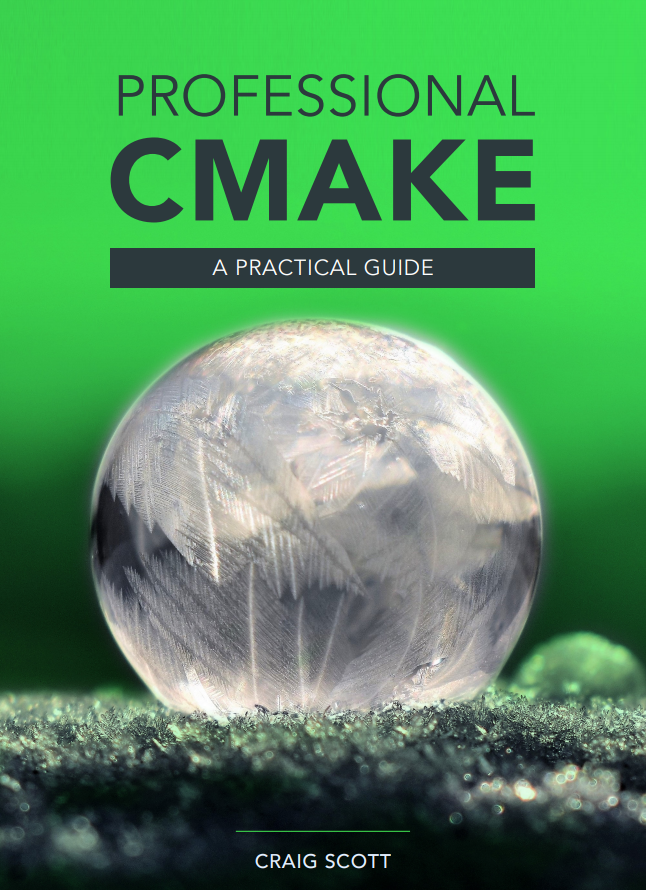 PROFESSIONAL
CMAKE
A PRACTICAL GUIDE
CRAIG SCOTT